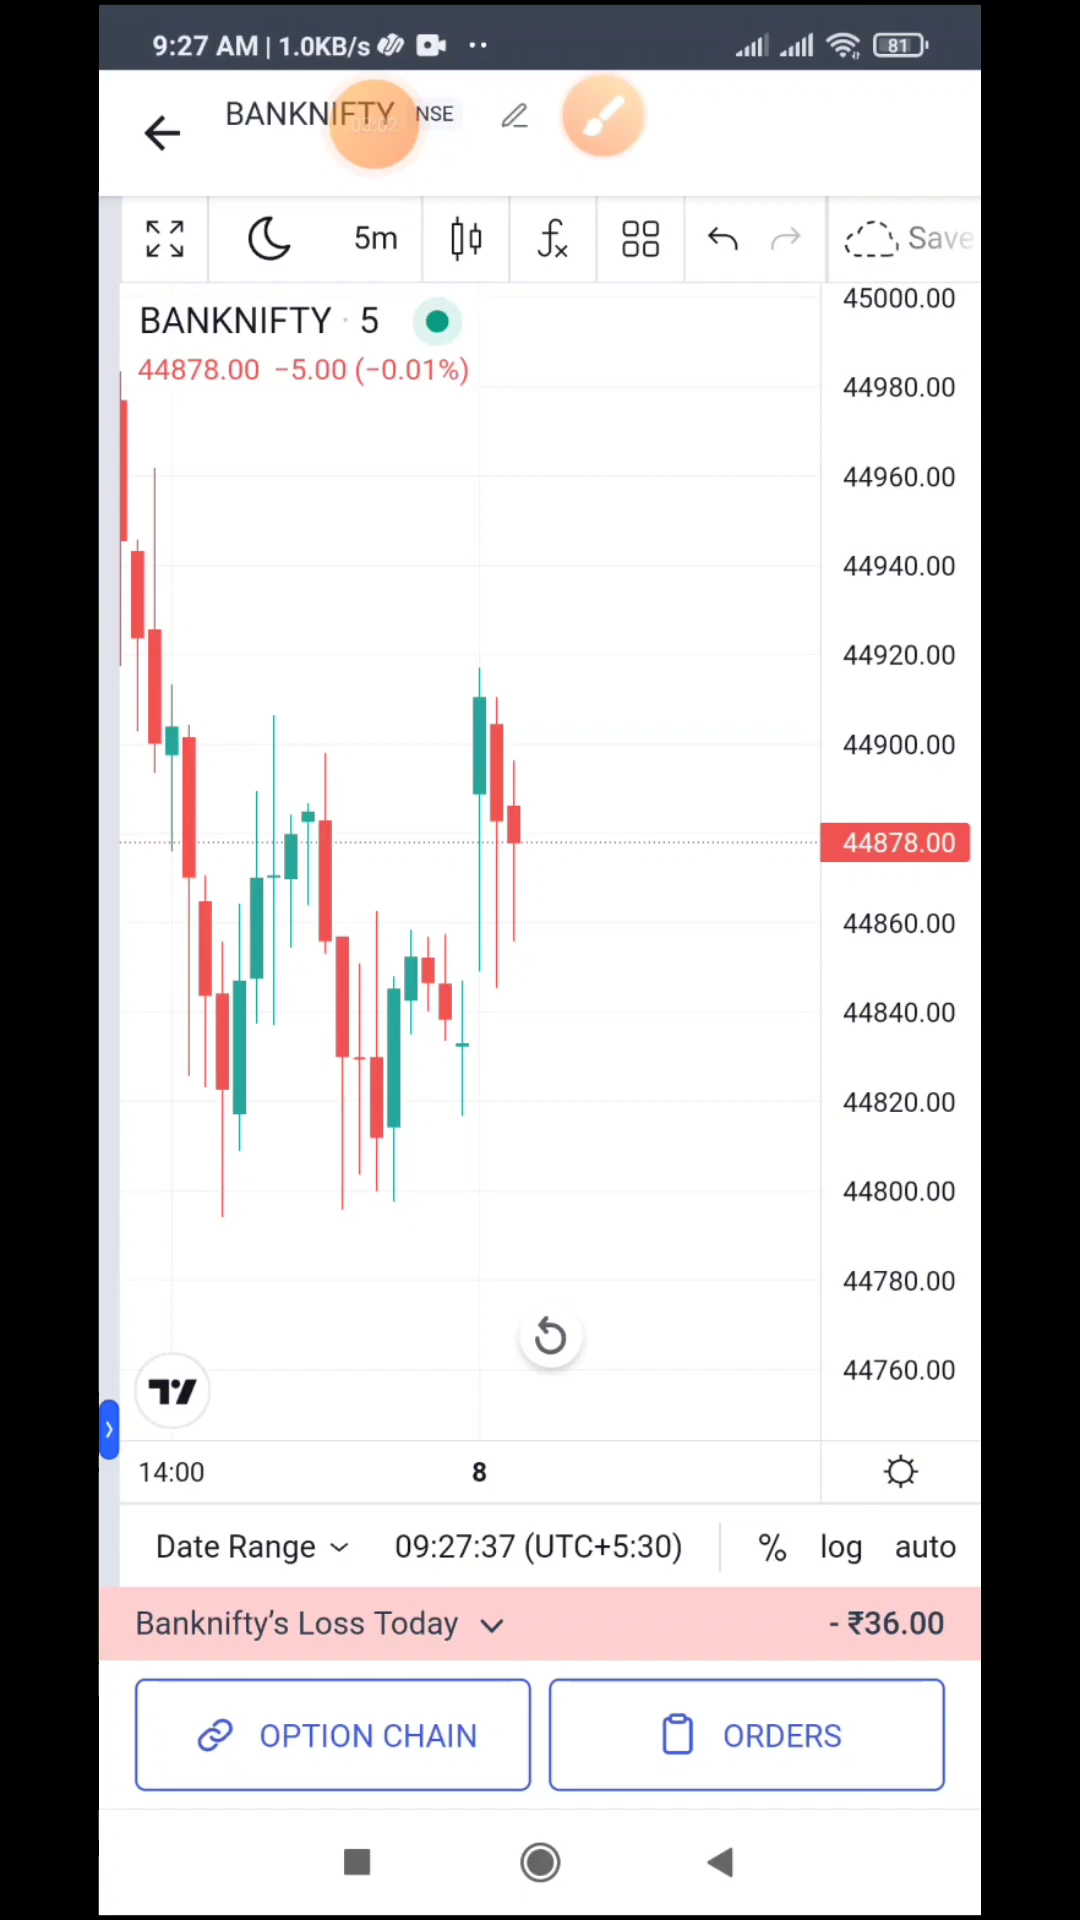 9:27 AM | 1.0KB/s
81
BANKNIFTY NSE
03:02
5m
Save
BANKNIFTY · 5
44878.00 −5.00 (−0.01%)
45000.00
44980.00
44960.00
44940.00
44920.00
44900.00
44878.00
44860.00
44840.00
44820.00
44800.00
44780.00
44760.00
14:00 8
Date Range 09:27:37 (UTC+5:30) % log auto
Banknifty’s Loss Today - ₹36.00
OPTION CHAIN ORDERS